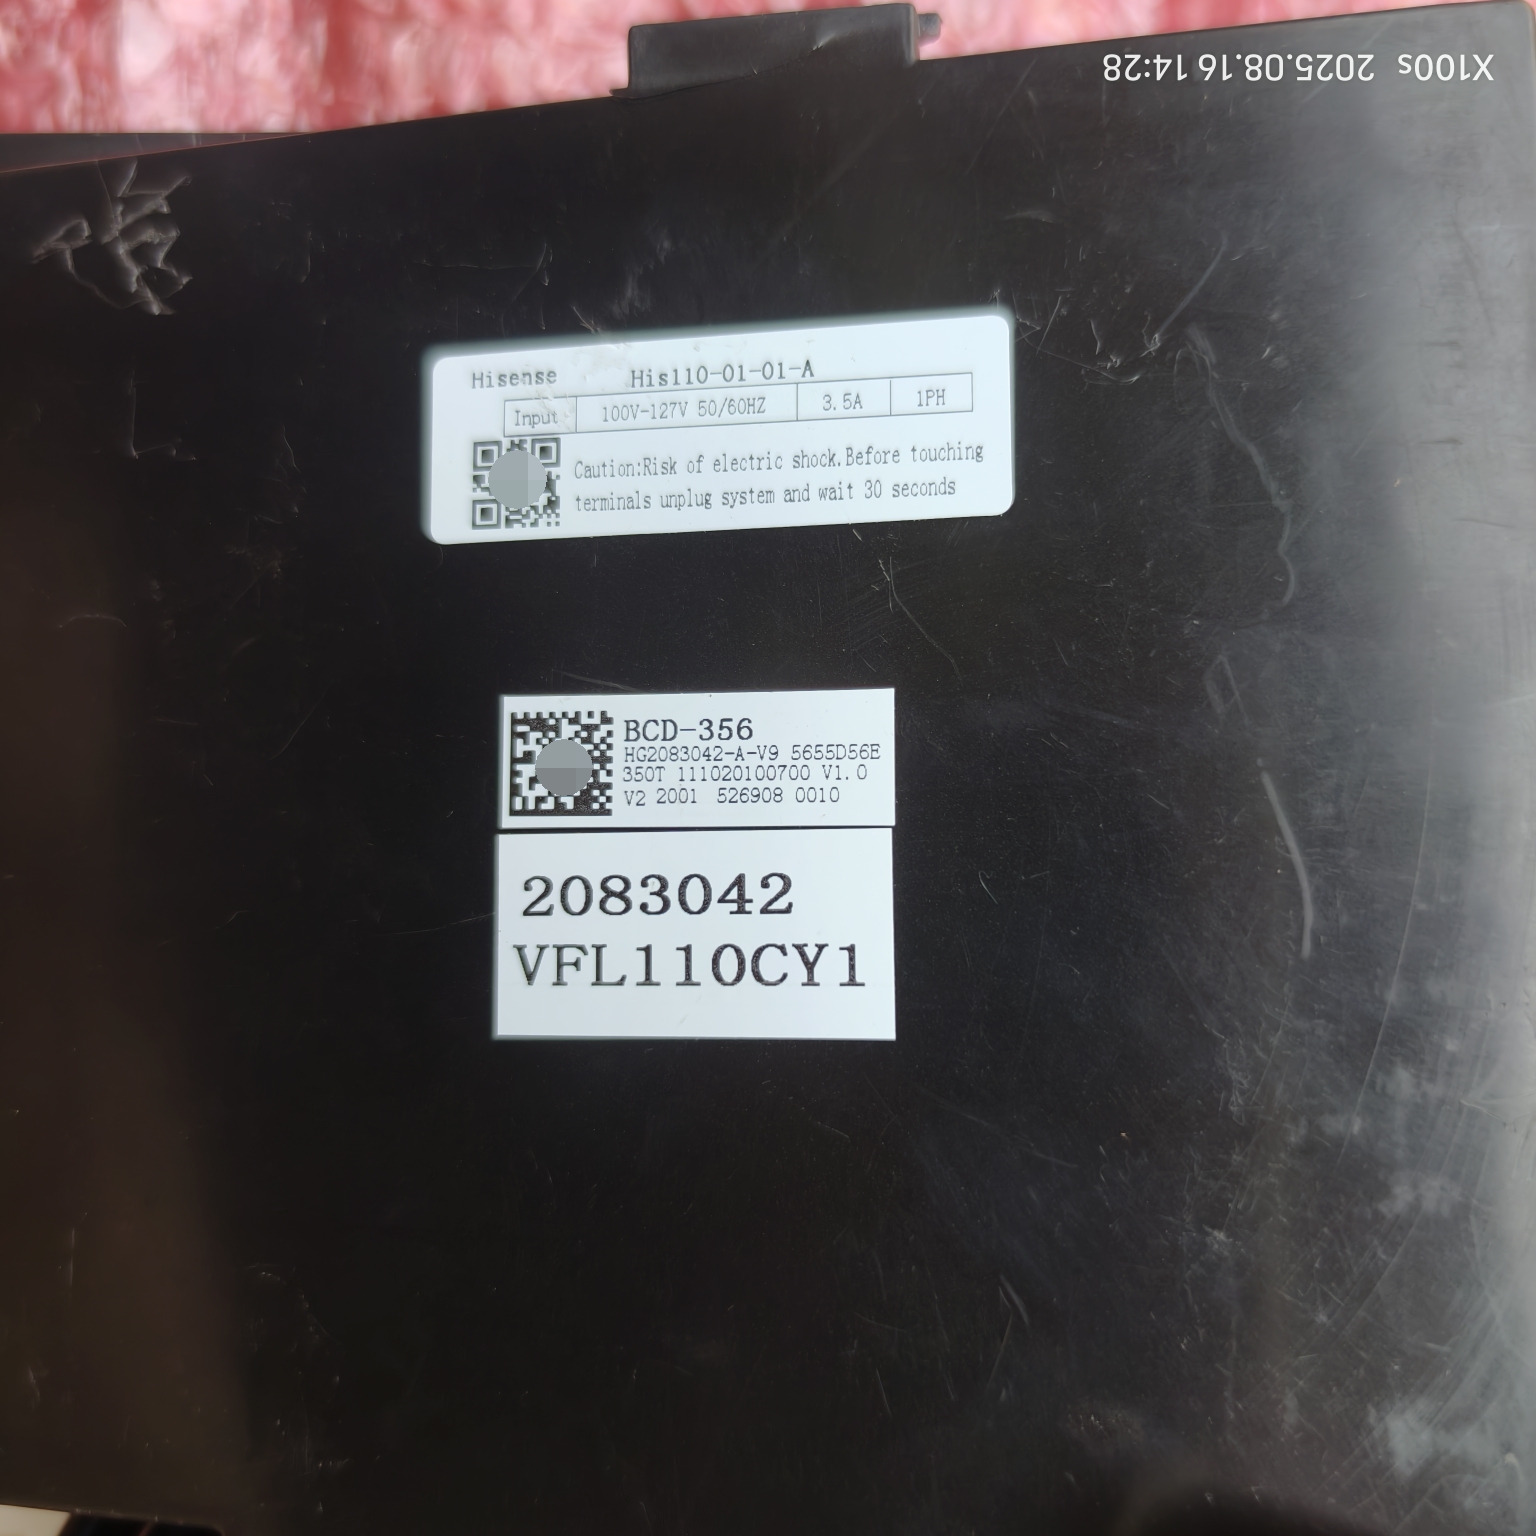 X100s 2025.08.16 14:28
Hisense His110-01-01-A
Input 100V-127V 50/60HZ 3.5A 1PH
Caution:Risk of electric shock.Before touching
terminals unplug system and wait 30 seconds
BCD-356
HG2083042-A-V9 5655D56E
350T 111020100700 V1.0
V2 2001 526908 0010
2083042
VFL110CY1